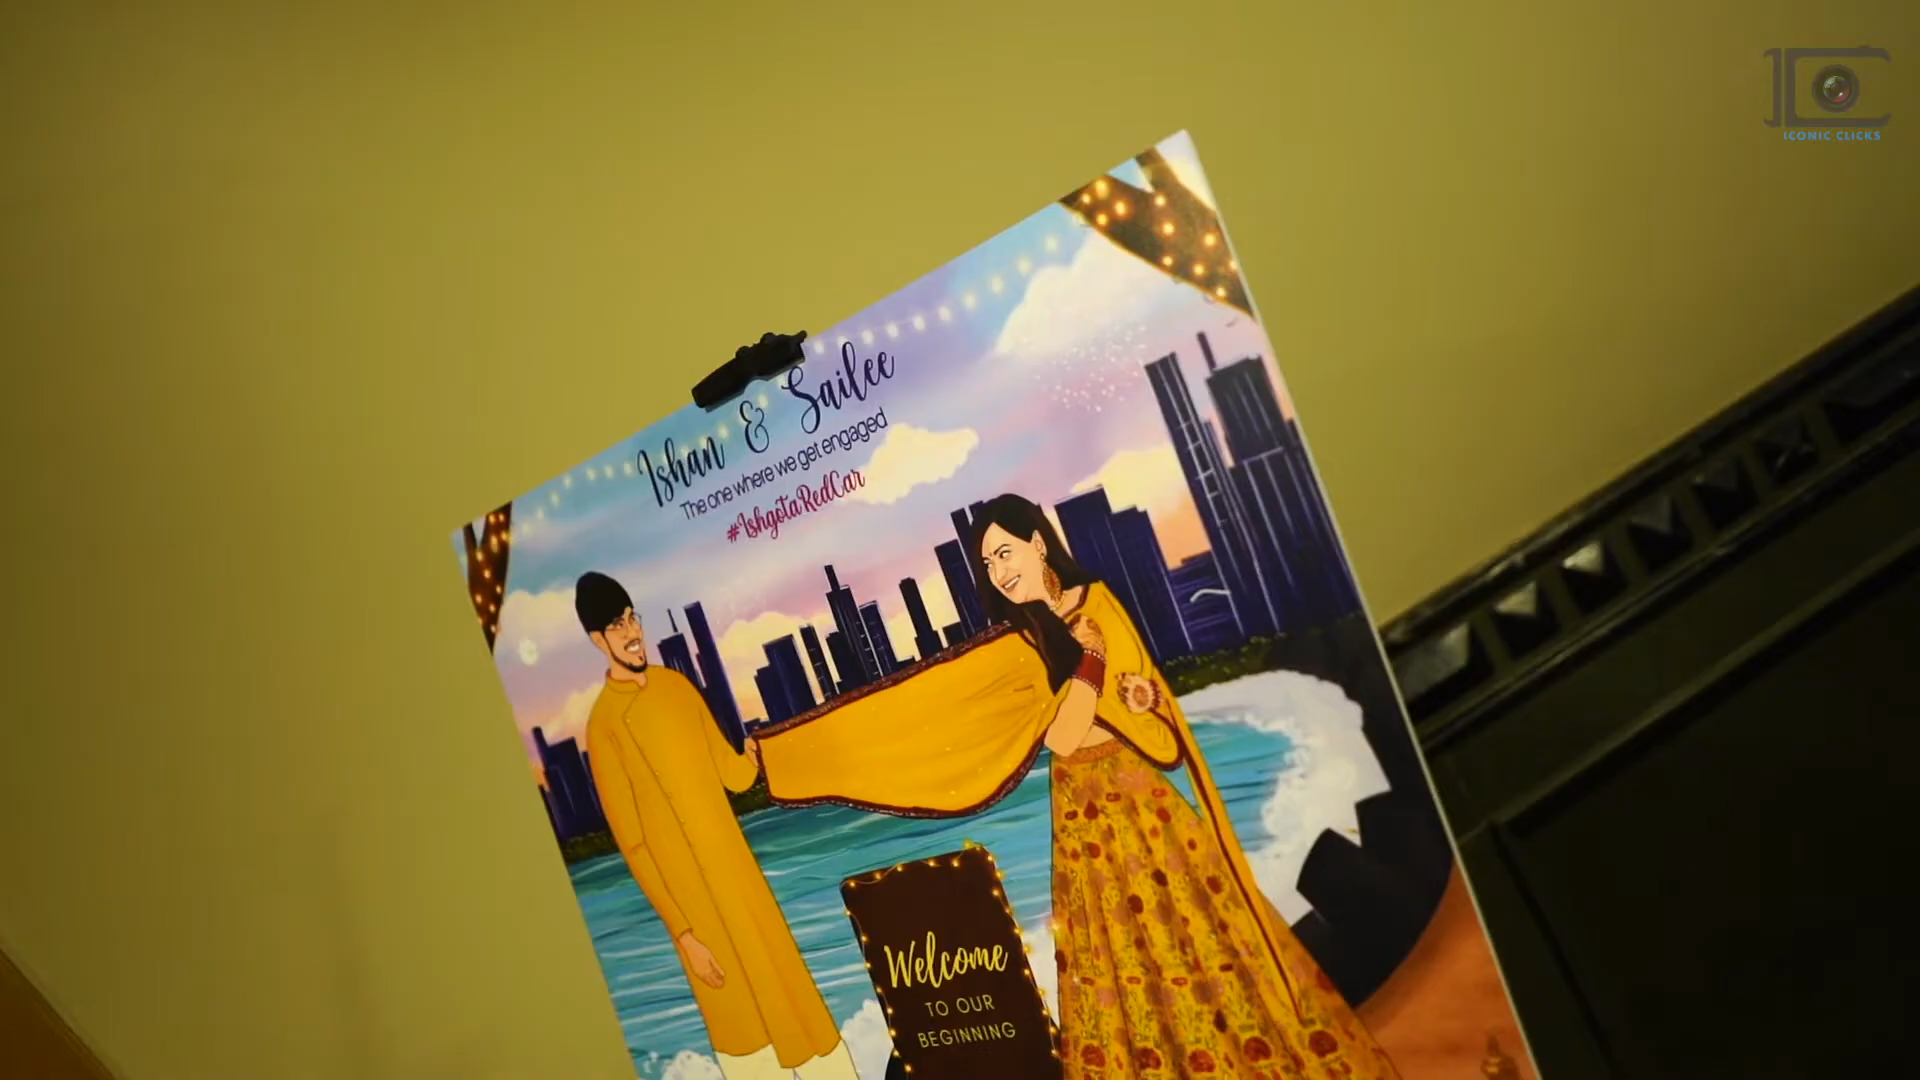 ICONIC CLICKS
Ishan & Sailee
The one where we get engaged
#IshgotaRedCar
Welcome
TO OUR
BEGINNING